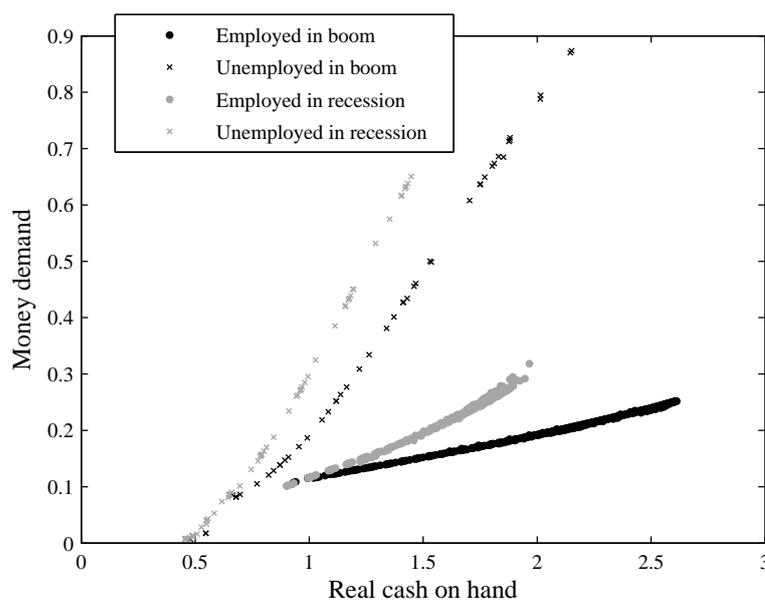 Employed in boom
Unemployed in boom
Employed in recession
Unemployed in recession
0.9
0.8
0.7
0.6
0.5
0.4
0.3
0.2
0.1
0
Money demand
0 0.5 1 1.5 2 2.5 3
Real cash on hand